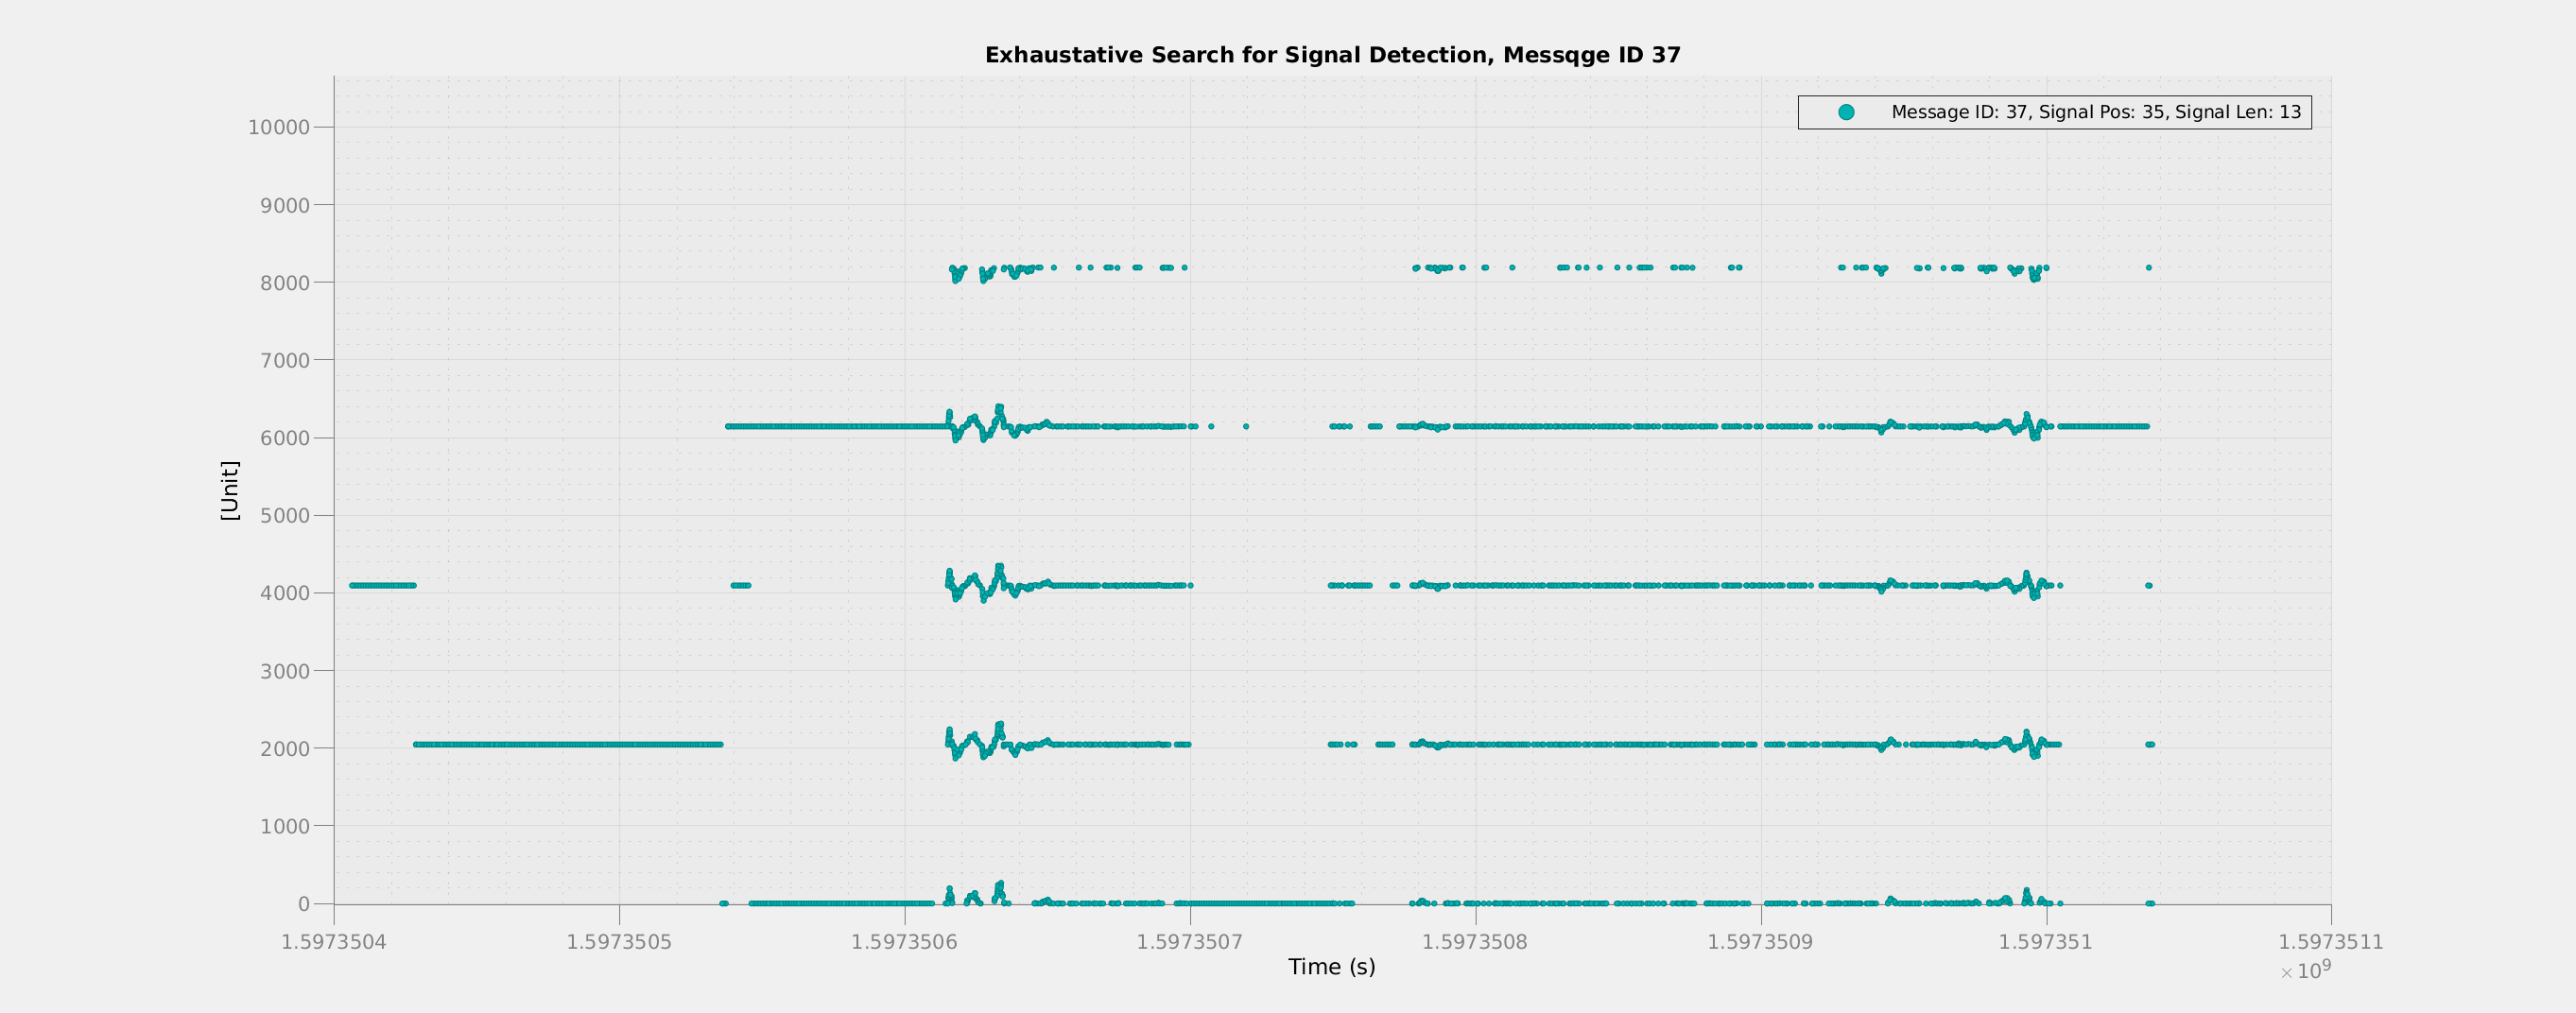 Exhaustative Search for Signal Detection, Messqge ID 37
Message ID: 37, Signal Pos: 35, Signal Len: 13
10000
9000
8000
7000
6000
5000
4000
3000
2000
1000
0
[Unit]
1.5973504 1.5973505 1.5973506 1.5973507 1.5973508 1.5973509 1.597351 1.5973511
Time (s)
× 10⁹